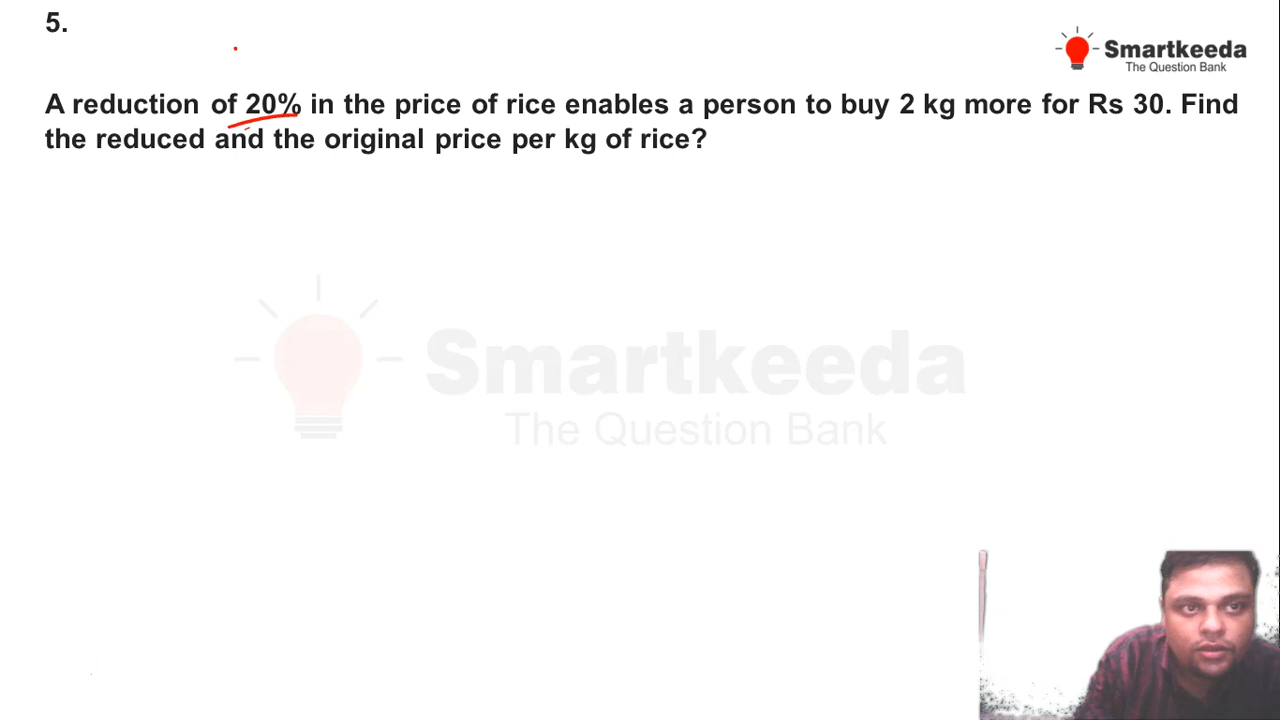 5.
Smartkeeda
The Question Bank
A reduction of 20% in the price of rice enables a person to buy 2 kg more for Rs 30. Find
the reduced and the original price per kg of rice?
Smartkeeda
The Question Bank